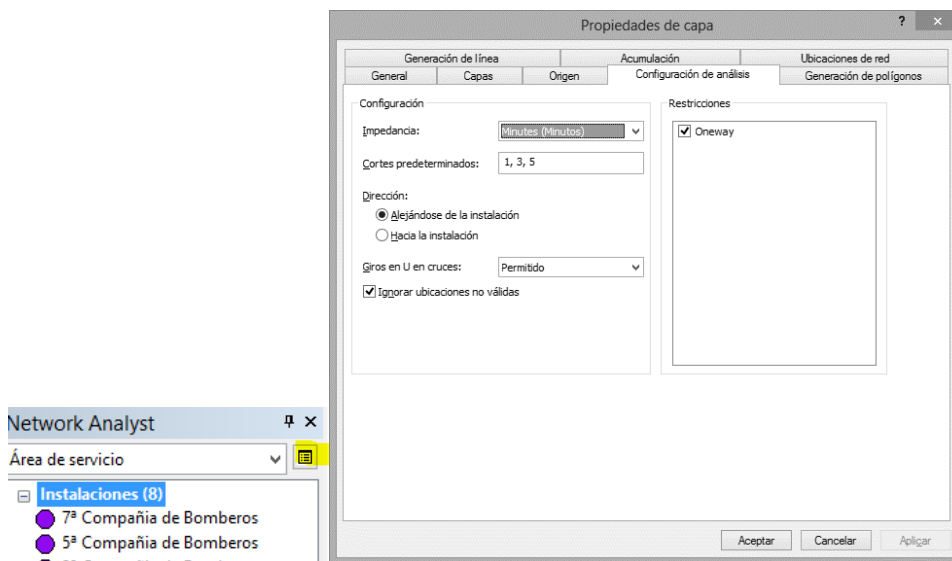 Propiedades de capa
? ×
Generación de línea Acumulación Ubicaciones de red
General Capas Origen Configuración de análisis Generación de polígonos
Configuración
Impedancia: Minutes (Minutos)
Cortes predeterminados: 1, 3, 5
Dirección:
Alejándose de la instalación
Hacia la instalación
Giros en U en cruces: Permitido
Ignorar ubicaciones no válidas
Restricciones
Oneway
Aceptar Cancelar Aplicar
Network Analyst
Área de servicio
Instalaciones (8)
7ª Compañia de Bomberos
5ª Compañia de Bomberos